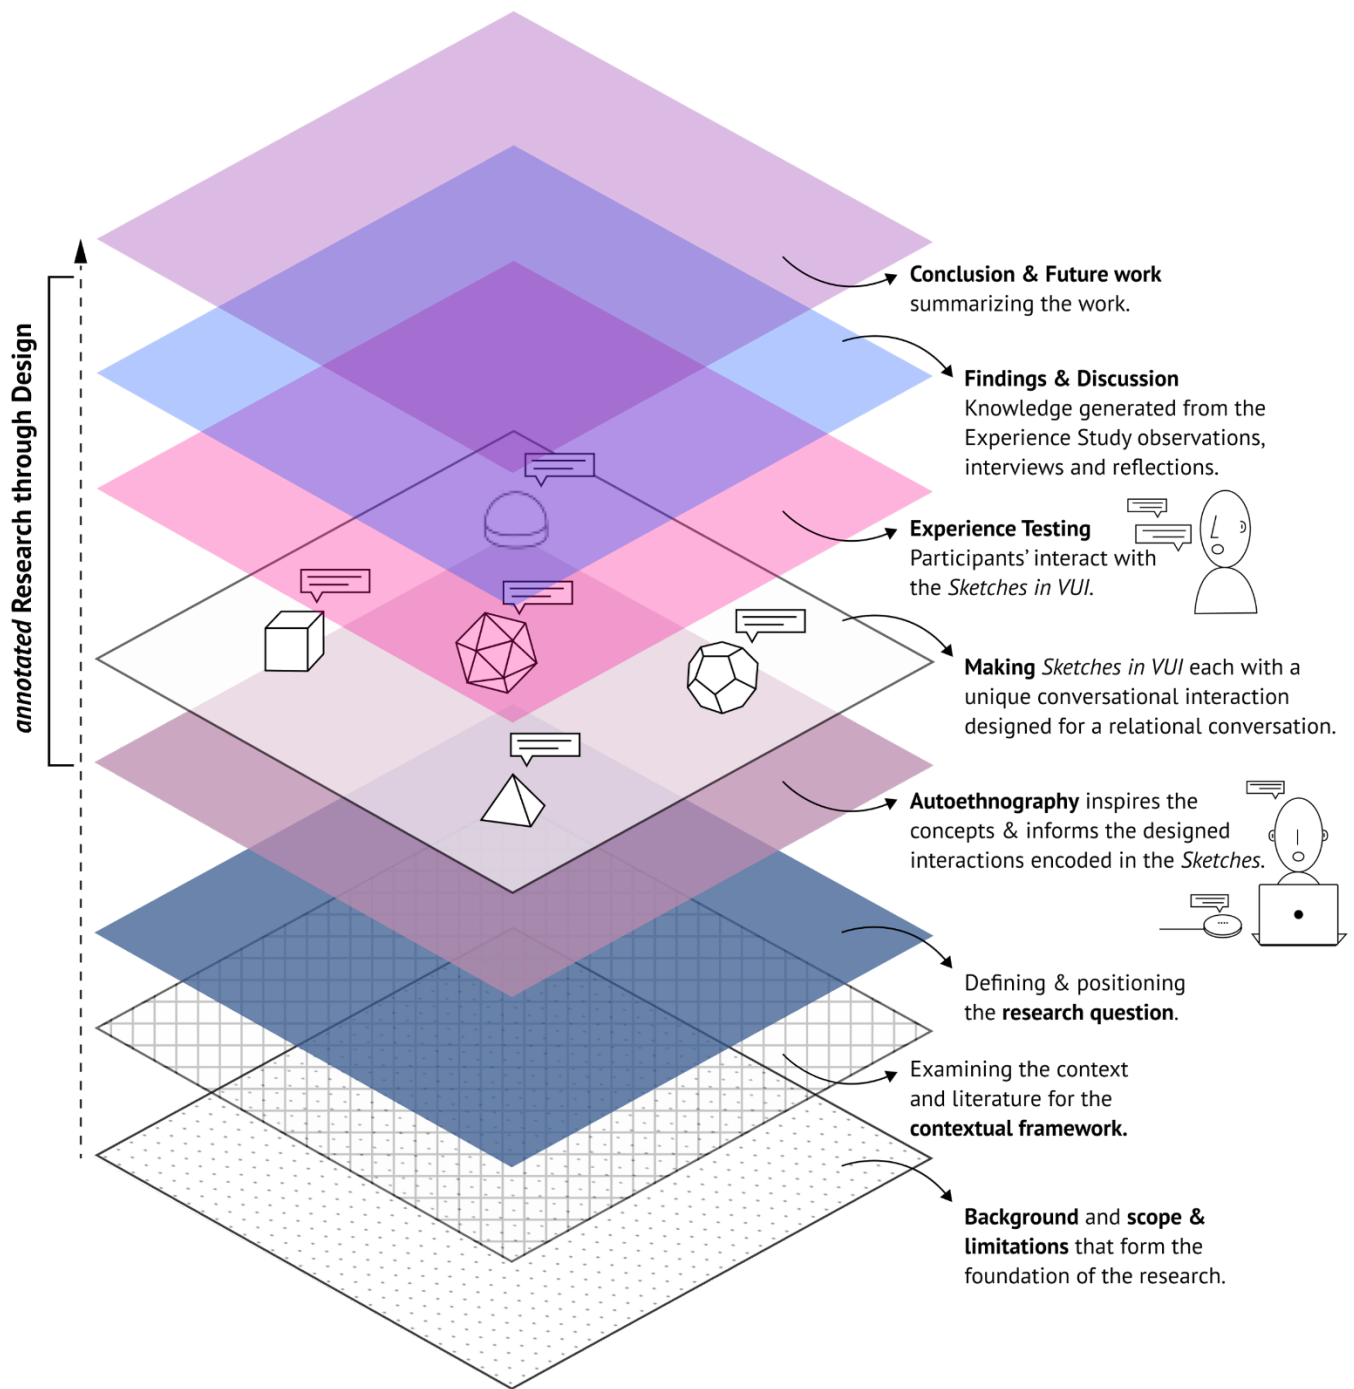 annotated Research through Design
Conclusion & Future work
summarizing the work.
Findings & Discussion
Knowledge generated from the
Experience Study observations,
interviews and reflections.
Experience Testing
Participants' interact with
the Sketches in VUI.
Making Sketches in VUI each with a
unique conversational interaction
designed for a relational conversation.
Autoethnography inspires the
concepts & informs the designed
interactions encoded in the Sketches.
Defining & positioning
the research question.
Examining the context
and literature for the
contextual framework.
Background and scope &
limitations that form the
foundation of the research.